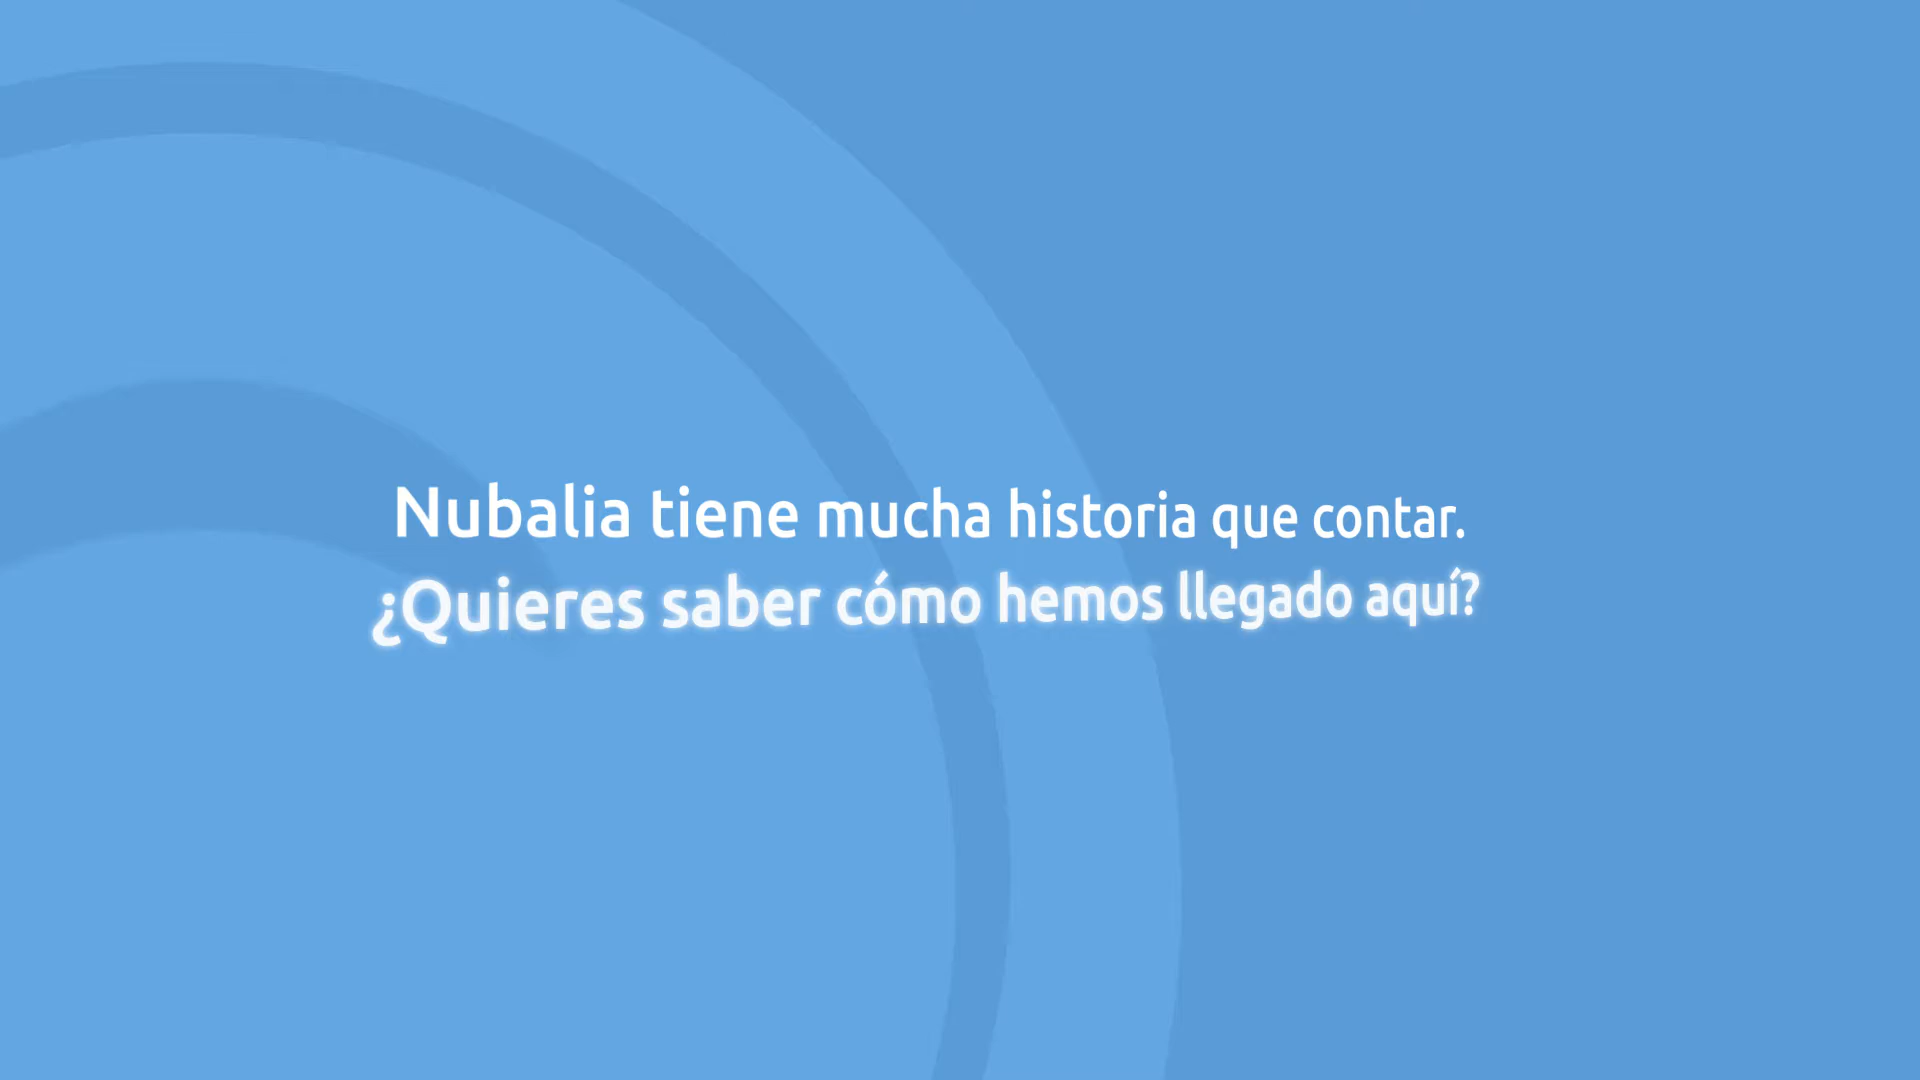 Nubalia tiene mucha historia que contar.
¿Quieres saber cómo hemos llegado aquí?